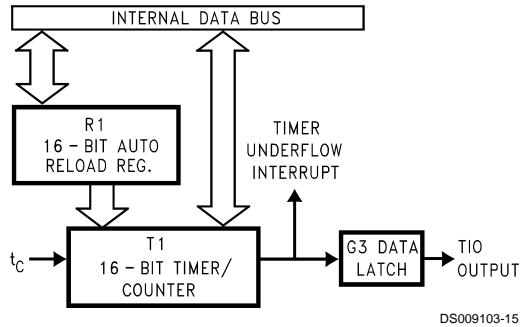 INTERNAL DATA BUS
R1
16 – BIT AUTO
RELOAD REG.
TIMER
UNDERFLOW
INTERRUPT
tC
T1
16 – BIT TIMER/
COUNTER
G3 DATA
LATCH
TIO
OUTPUT
DS009103-15